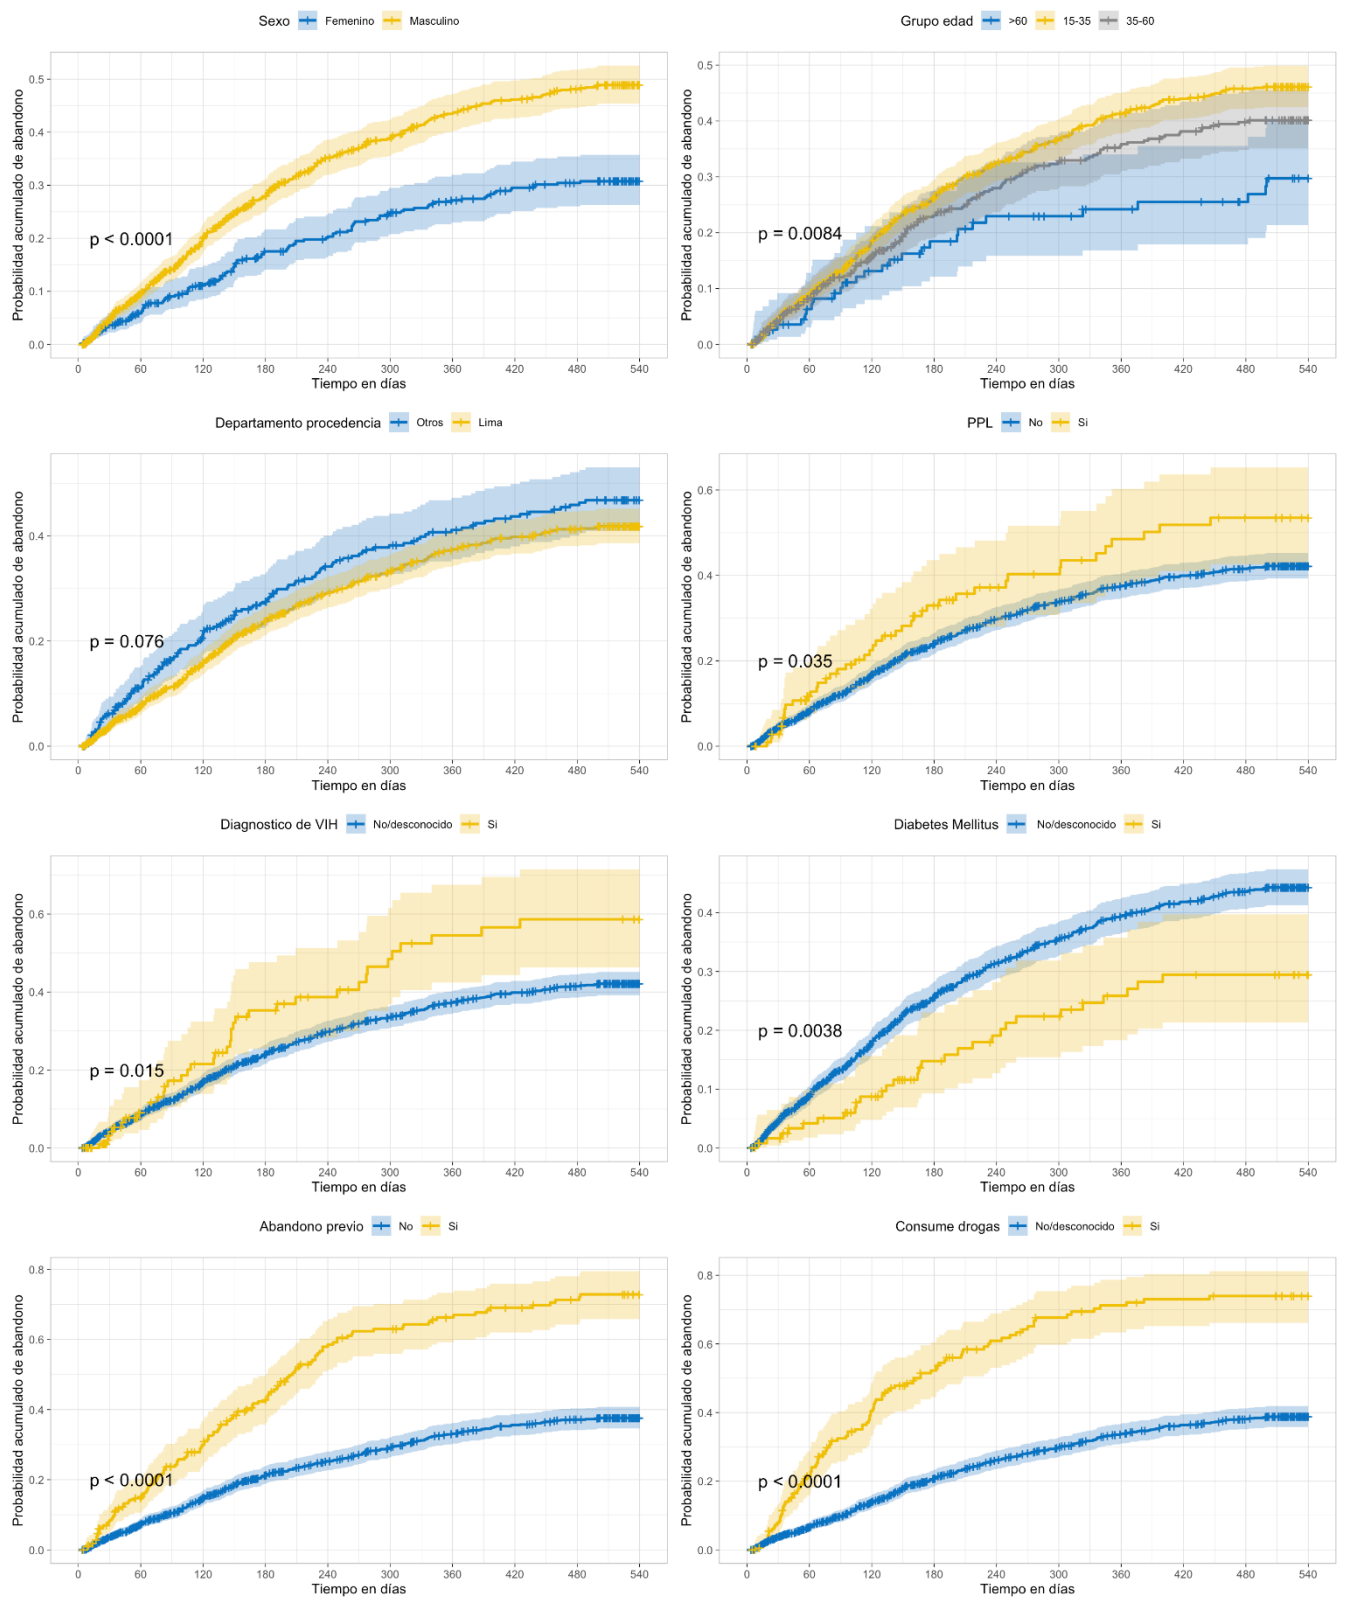 Sexo Femenino Masculino
Probabilidad acumulado de abandono
0.5
0.4
0.3
0.2
0.1
0.0
p < 0.0001
0 60 120 180 240 300 360 420 480 540
Tiempo en días
Grupo edad >60 15-35 35-60
Probabilidad acumulado de abandono
0.5
0.4
0.3
0.2
0.1
0.0
p = 0.0084
0 60 120 180 240 300 360 420 480 540
Tiempo en días
Departamento procedencia Otros Lima
Probabilidad acumulado de abandono
0.4
0.2
0.0
p = 0.076
0 60 120 180 240 300 360 420 480 540
Tiempo en días
PPL No Si
Probabilidad acumulado de abandono
0.6
0.4
0.2
0.0
p = 0.035
0 60 120 180 240 300 360 420 480 540
Tiempo en días
Diagnostico de VIH No/desconocido Si
Probabilidad acumulado de abandono
0.6
0.4
0.2
0.0
p = 0.015
0 60 120 180 240 300 360 420 480 540
Tiempo en días
Diabetes Mellitus No/desconocido Si
Probabilidad acumulado de abandono
0.4
0.3
0.2
0.1
0.0
p = 0.0038
0 60 120 180 240 300 360 420 480 540
Tiempo en días
Abandono previo No Si
Probabilidad acumulado de abandono
0.8
0.6
0.4
0.2
0.0
p < 0.0001
0 60 120 180 240 300 360 420 480 540
Tiempo en días
Consume drogas No/desconocido Si
Probabilidad acumulado de abandono
0.8
0.6
0.4
0.2
0.0
p < 0.0001
0 60 120 180 240 300 360 420 480 540
Tiempo en días